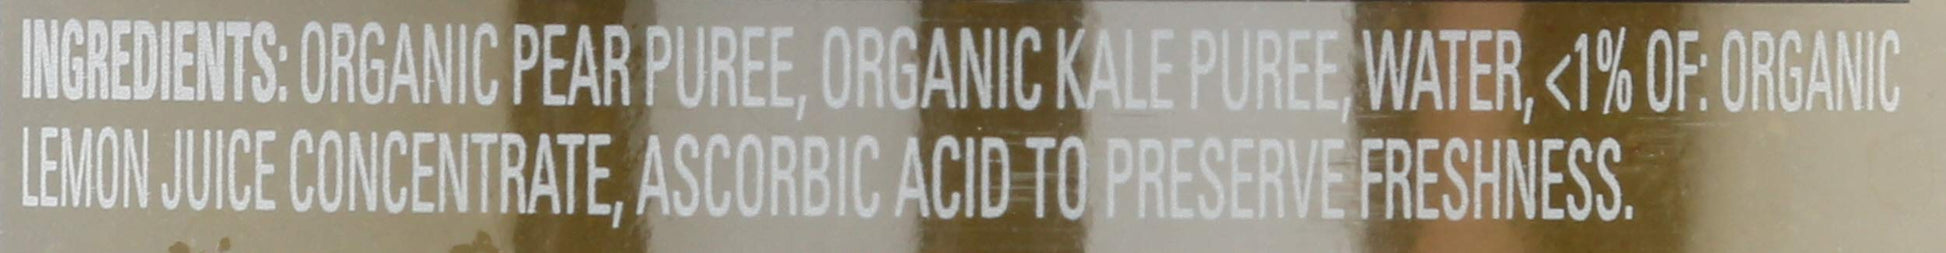 INGREDIENTS: ORGANIC PEAR PUREE, ORGANIC KALE PUREE, WATER, <1% OF: ORGANIC
LEMON JUICE CONCENTRATE, ASCORBIC ACID TO PRESERVE FRESHNESS.